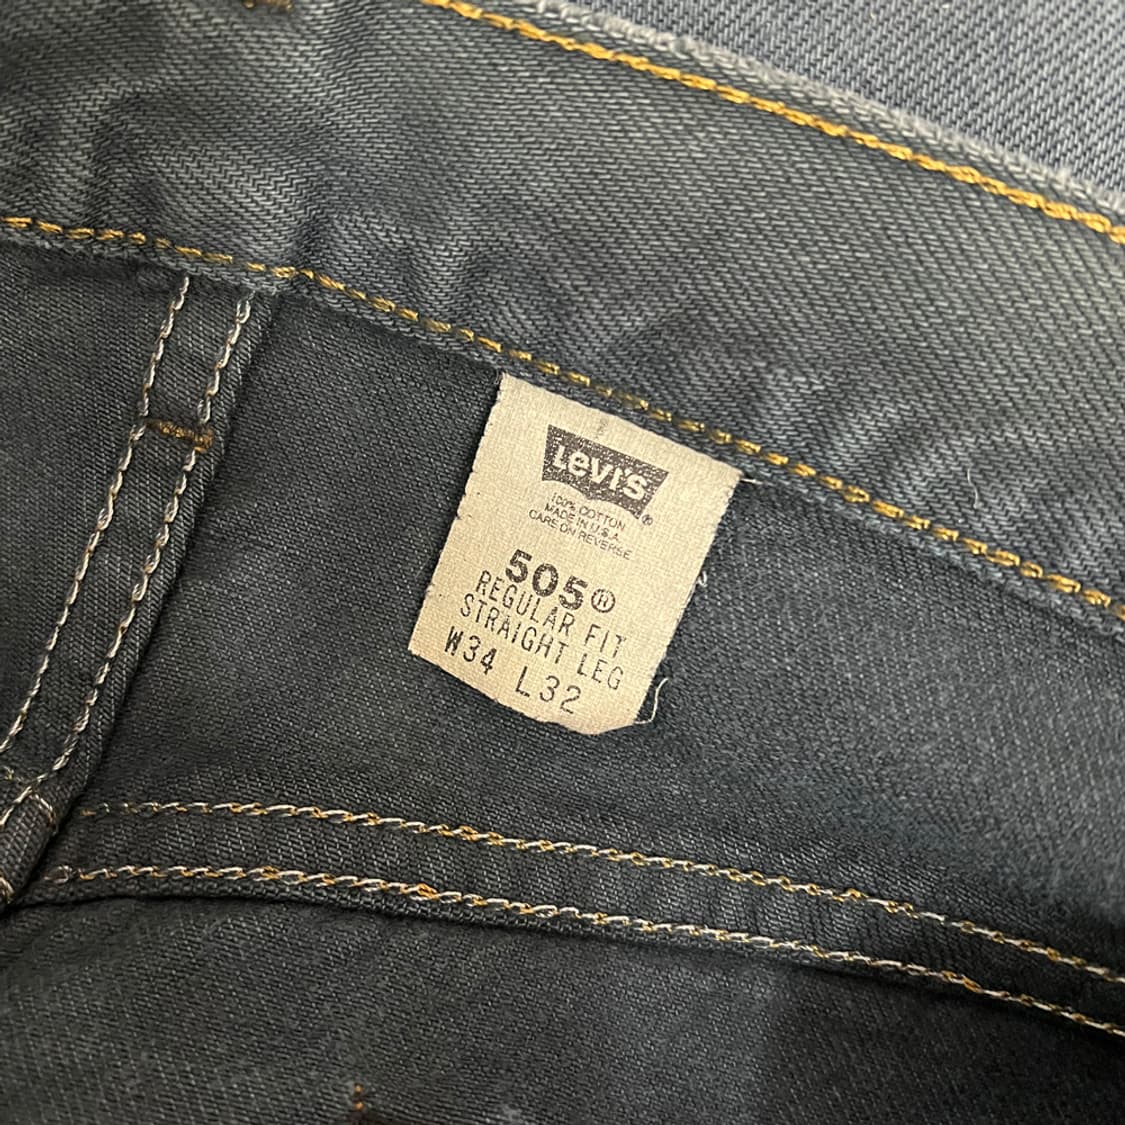 Levi's ®
100% COTTON
MADE IN U.S.A.
CARE ON REVERSE
505®
REGULAR FIT
STRAIGHT LEG
W34 L32